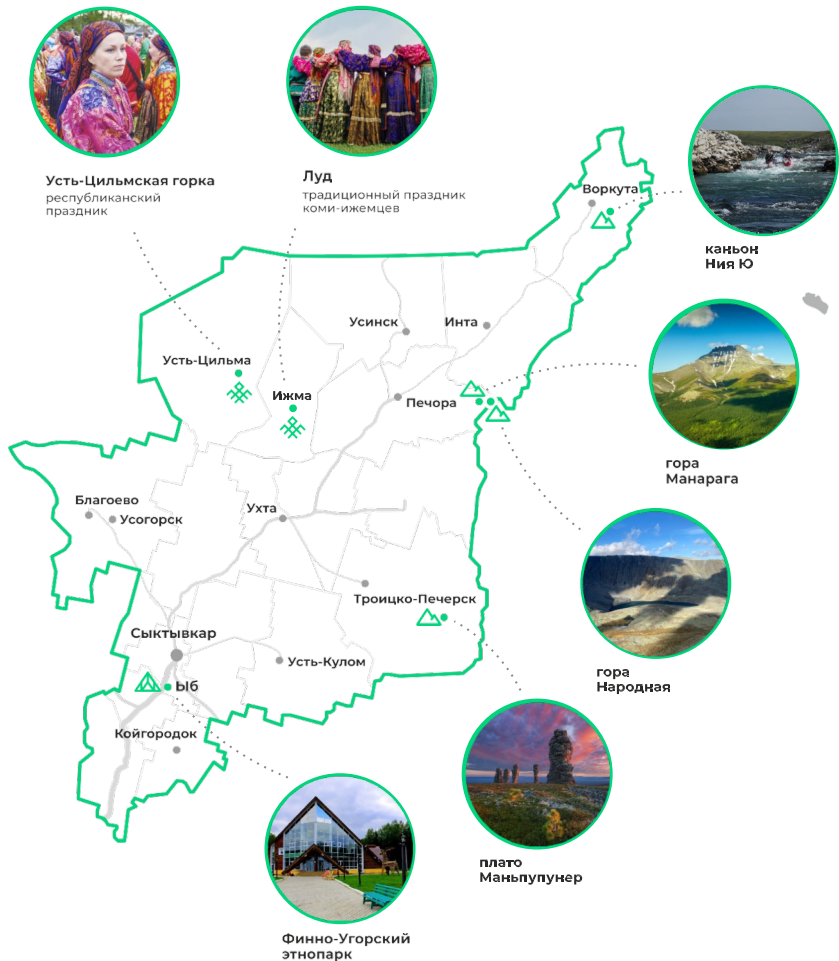 Усть-Цильмская горка
республиканский
праздник
Луд
традиционный праздник
коми-ижемцев
Воркута
каньон
Ния Ю
Усинск
Инта
Усть-Цильма
Ижма
Печора
гора
Манарага
Благоево
Усогорск
Ухта
Троицко-Печерск
Сыктывкар
Усть-Кулом
гора
Народная
Ыб
Койгородок
плато
Маньпупунер
Финно-Угорский
этнопарк